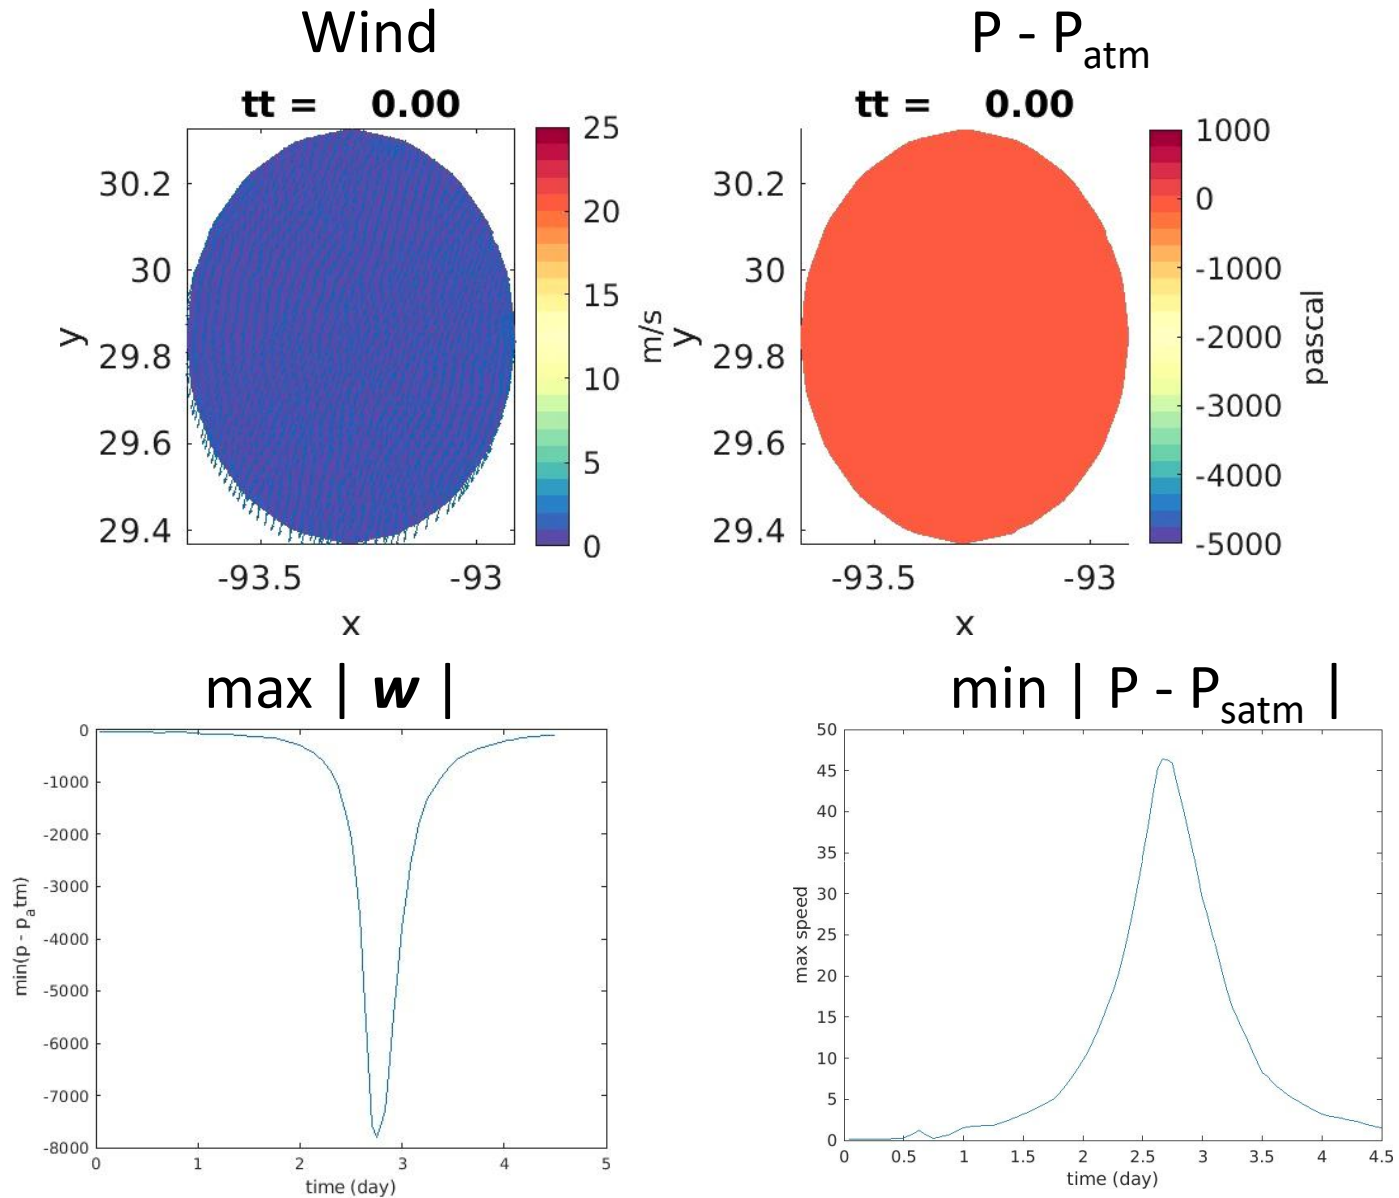 Wind
P - Patm
tt = 0.00
tt = 0.00
30.2
30
29.8
29.6
29.4
y
-93.5
-93
x
25
20
15
10
5
0
m/s
30.2
30
29.8
29.6
29.4
y
-93.5
-93
x
1000
0
-1000
-2000
-3000
-4000
-5000
pascal
max | w |
min | P - Psatm |
0
-1000
-2000
-3000
-4000
-5000
-6000
-7000
-8000
min(p - patm)
0 1 2 3 4 5
time (day)
50
45
40
35
30
25
20
15
10
5
0
max speed
0 0.5 1 1.5 2 2.5 3 3.5 4 4.5
time (day)